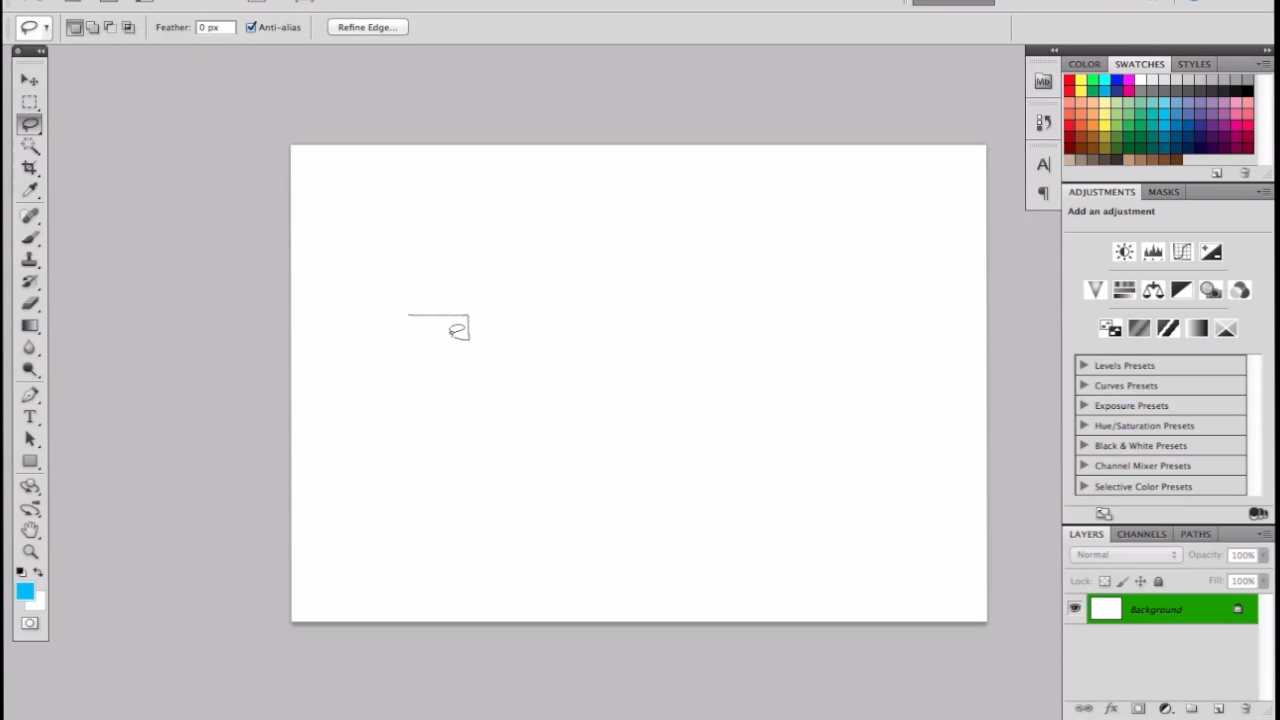 Feather: 0 px Anti-alias Refine Edge...
COLOR SWATCHES STYLES
Mb
A
¶
ADJUSTMENTS MASKS
Add an adjustment
Levels Presets
Curves Presets
Exposure Presets
Hue/Saturation Presets
Black & White Presets
Channel Mixer Presets
Selective Color Presets
T
LAYERS CHANNELS PATHS
Normal Opacity: 100%
Lock: Fill: 100%
Background
fx